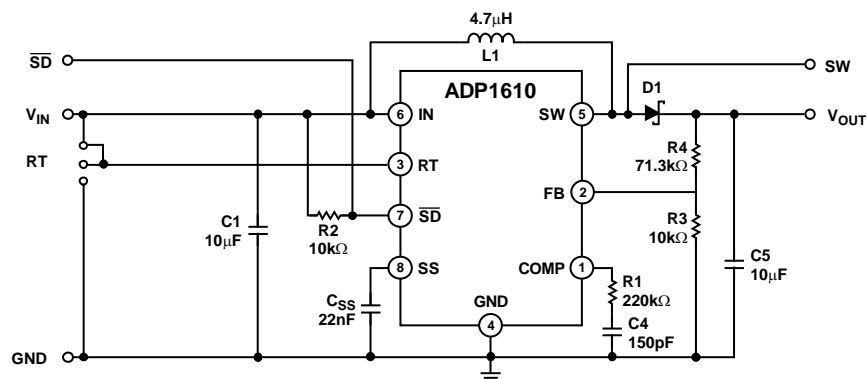 4.7μH
L1
S̅D̅
SW
ADP1610
D1
VIN
6
IN
SW
5
VOUT
RT
3
RT
R4
71.3kΩ
FB
2
C1
10μF
R2
10kΩ
7
S̅D̅
R3
10kΩ
C5
10μF
8
SS
COMP
1
CSS
22nF
R1
220kΩ
GND
4
C4
150pF
GND